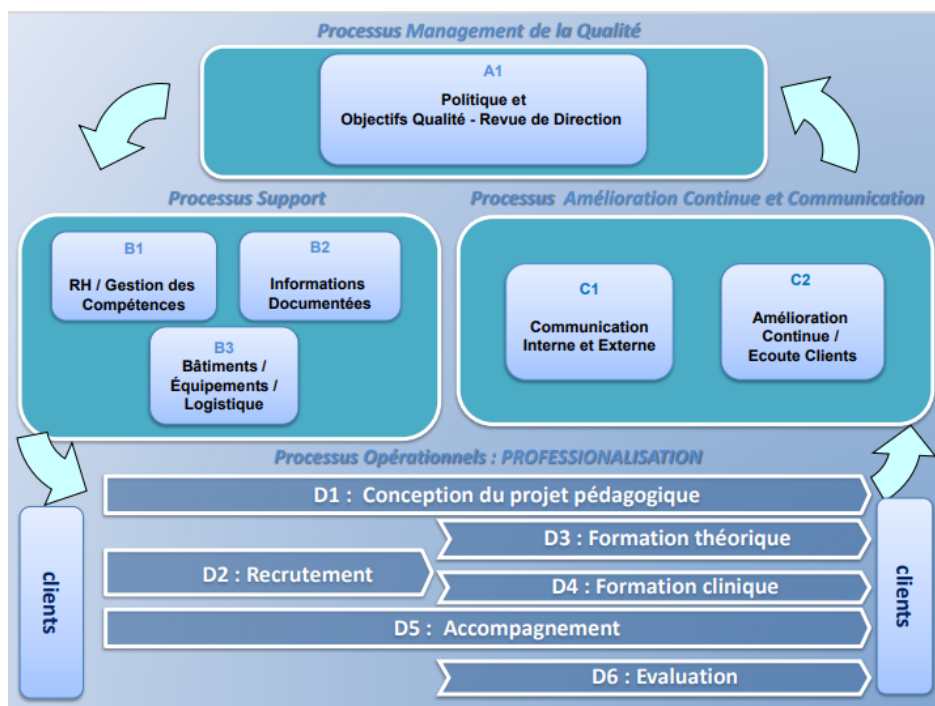 Processus Management de la Qualité
A1
Politique et
Objectifs Qualité - Revue de Direction
Processus Support
Processus Amélioration Continue et Communication
B1
RH / Gestion des
Compétences
B2
Informations
Documentées
B3
Bâtiments /
Équipements /
Logistique
C1
Communication
Interne et Externe
C2
Amélioration
Continue /
Ecoute Clients
Processus Opérationnels : PROFESSIONALISATION
clients
D1 : Conception du projet pédagogique
D3 : Formation théorique
D2 : Recrutement
D4 : Formation clinique
D5 : Accompagnement
D6 : Evaluation
clients